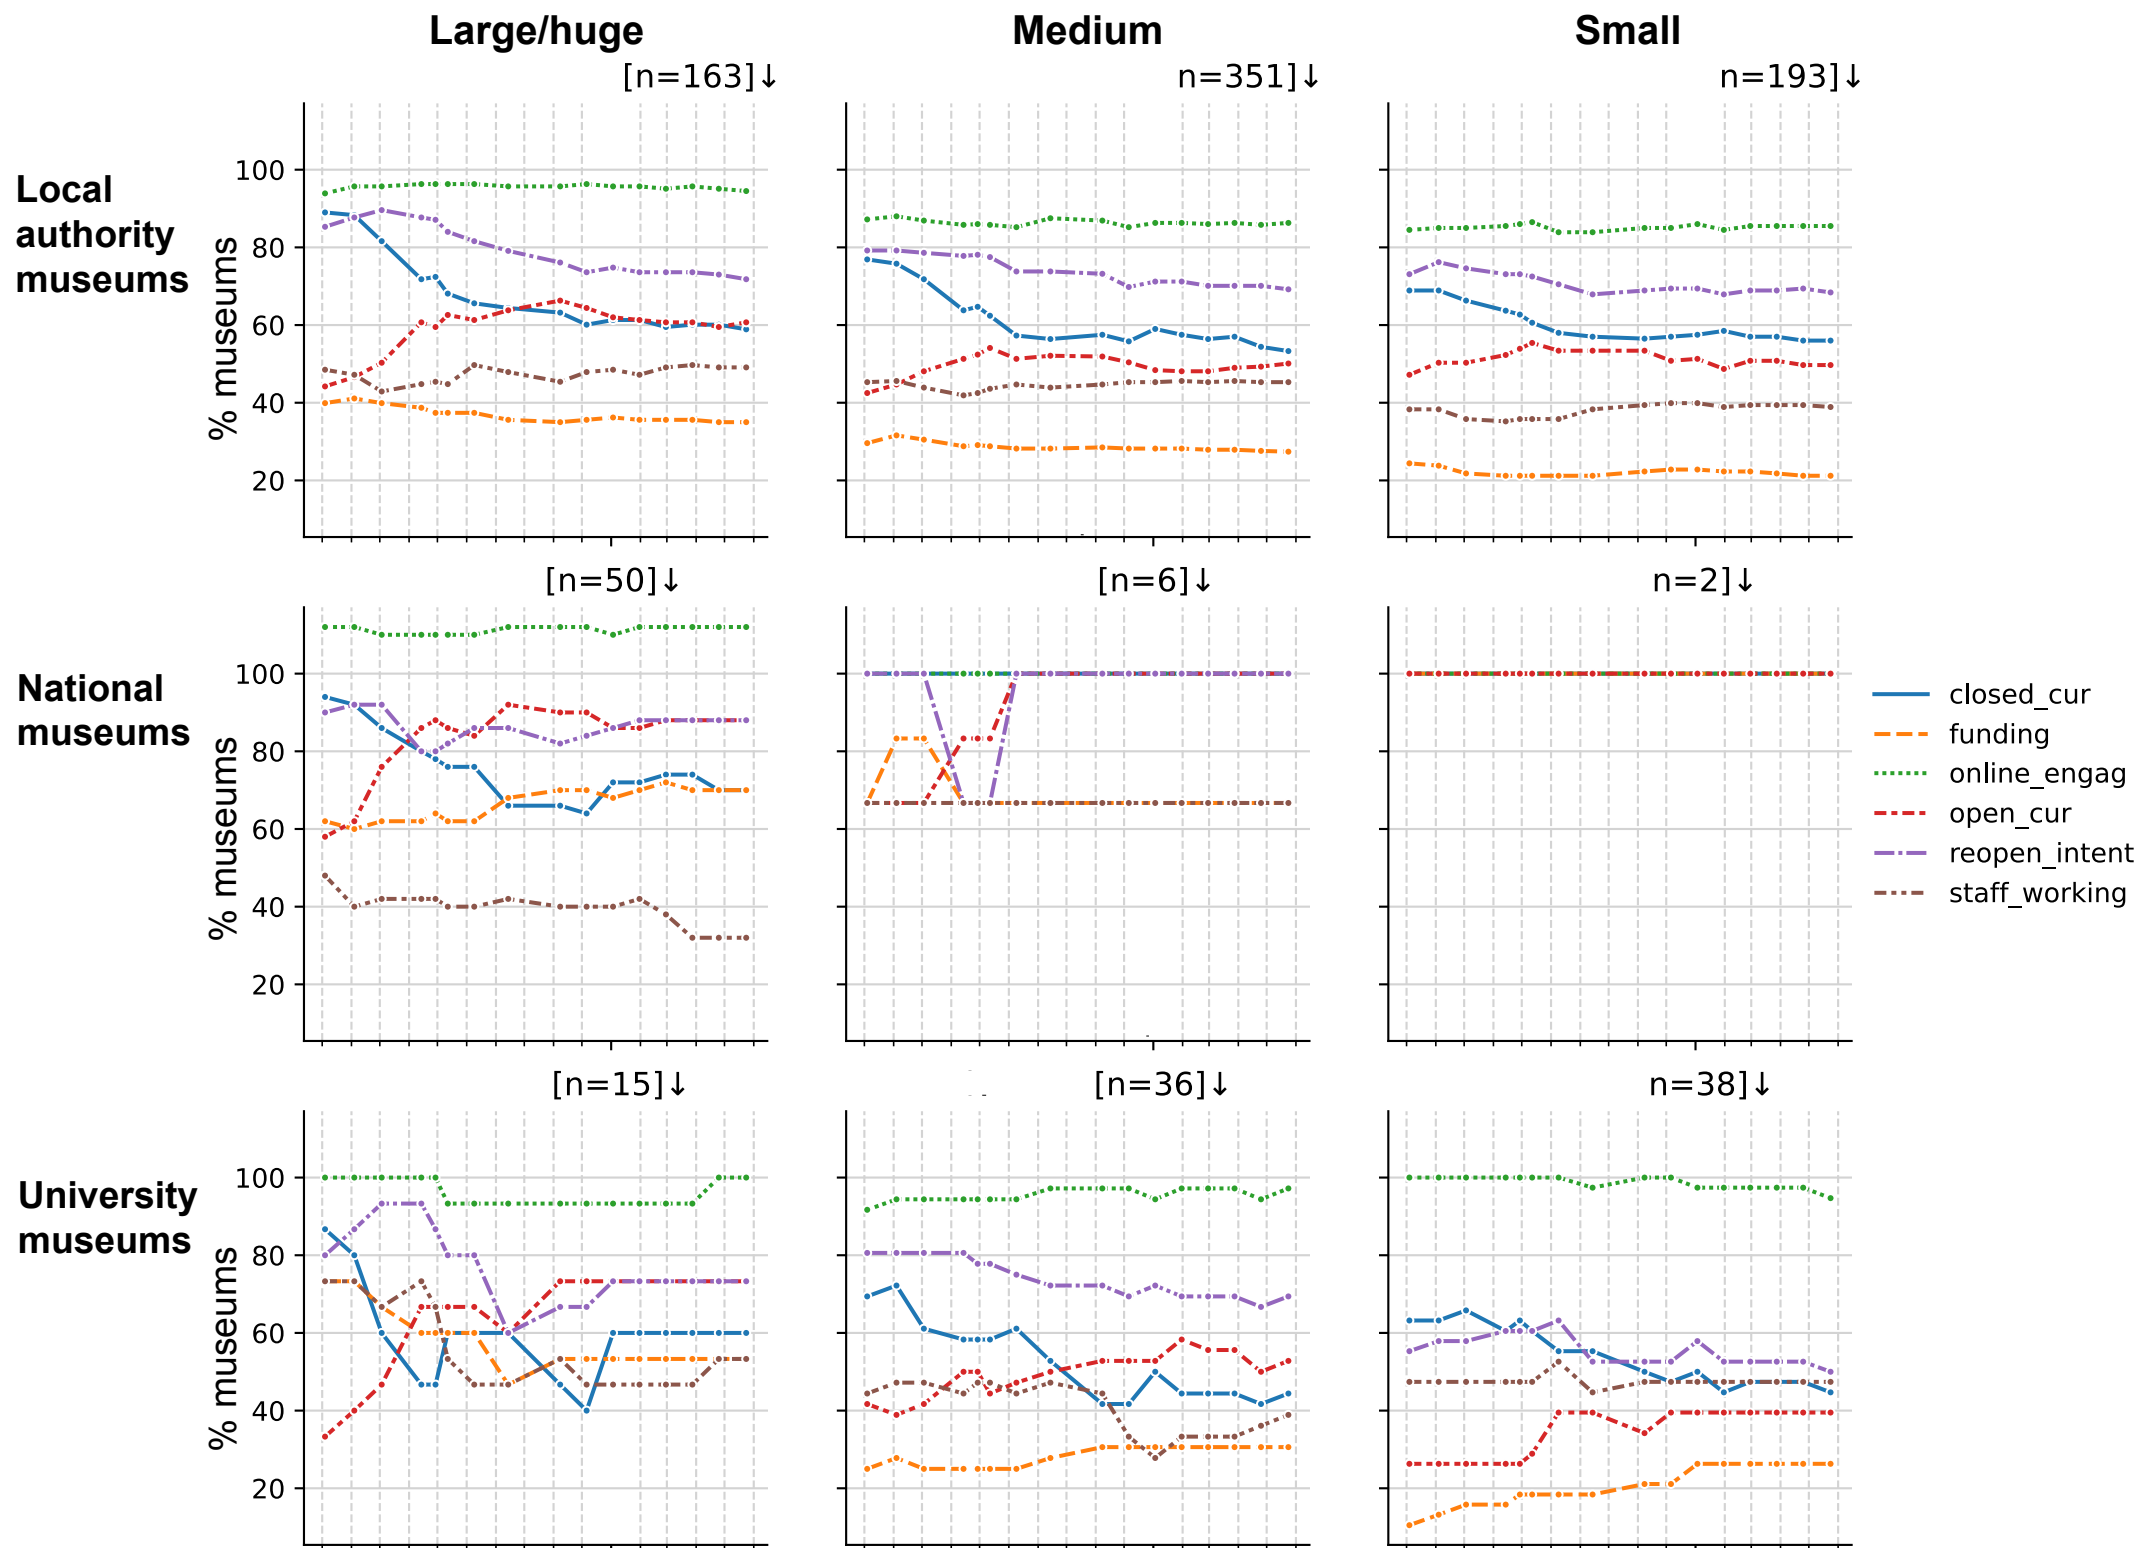 Large/huge Medium Small
[n=163]↓ n=351]↓ n=193]↓
Local
authority
museums
% museums
100
80
60
40
20
[n=50]↓ [n=6]↓ n=2]↓
National
museums
% museums
100
80
60
40
20
closed_cur
funding
online_engag
open_cur
reopen_intent
staff_working
[n=15]↓ [n=36]↓ n=38]↓
University
museums
% museums
100
80
60
40
20